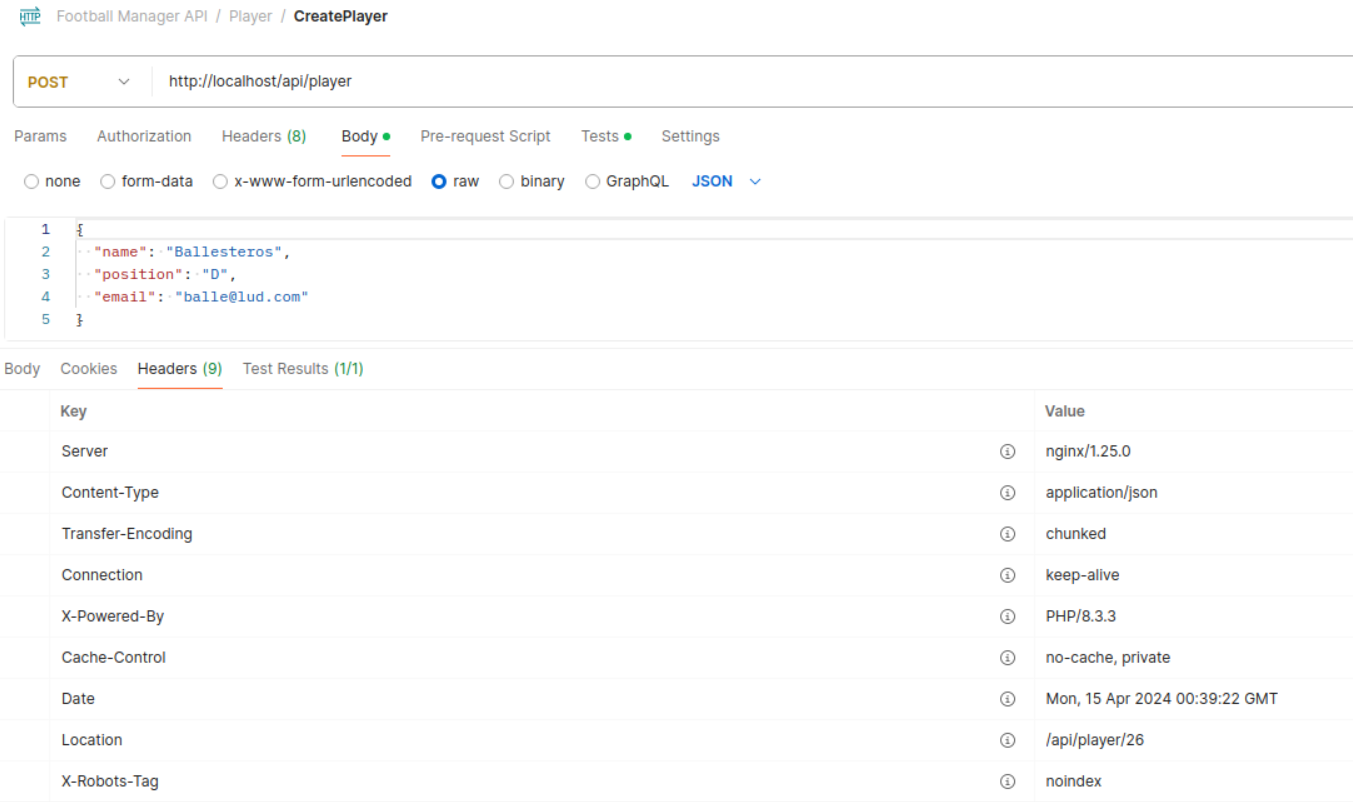 HTTP Football Manager API / Player / CreatePlayer
POST http://localhost/api/player
Params Authorization Headers (8) Body Pre-request Script Tests Settings
none form-data x-www-form-urlencoded raw binary GraphQL JSON
1 {
2 "name": "Ballesteros",
3 "position": "D",
4 "email": "balle@lud.com"
5 }
Body Cookies Headers (9) Test Results (1/1)
Key Value
Server nginx/1.25.0
Content-Type application/json
Transfer-Encoding chunked
Connection keep-alive
X-Powered-By PHP/8.3.3
Cache-Control no-cache, private
Date Mon, 15 Apr 2024 00:39:22 GMT
Location /api/player/26
X-Robots-Tag noindex